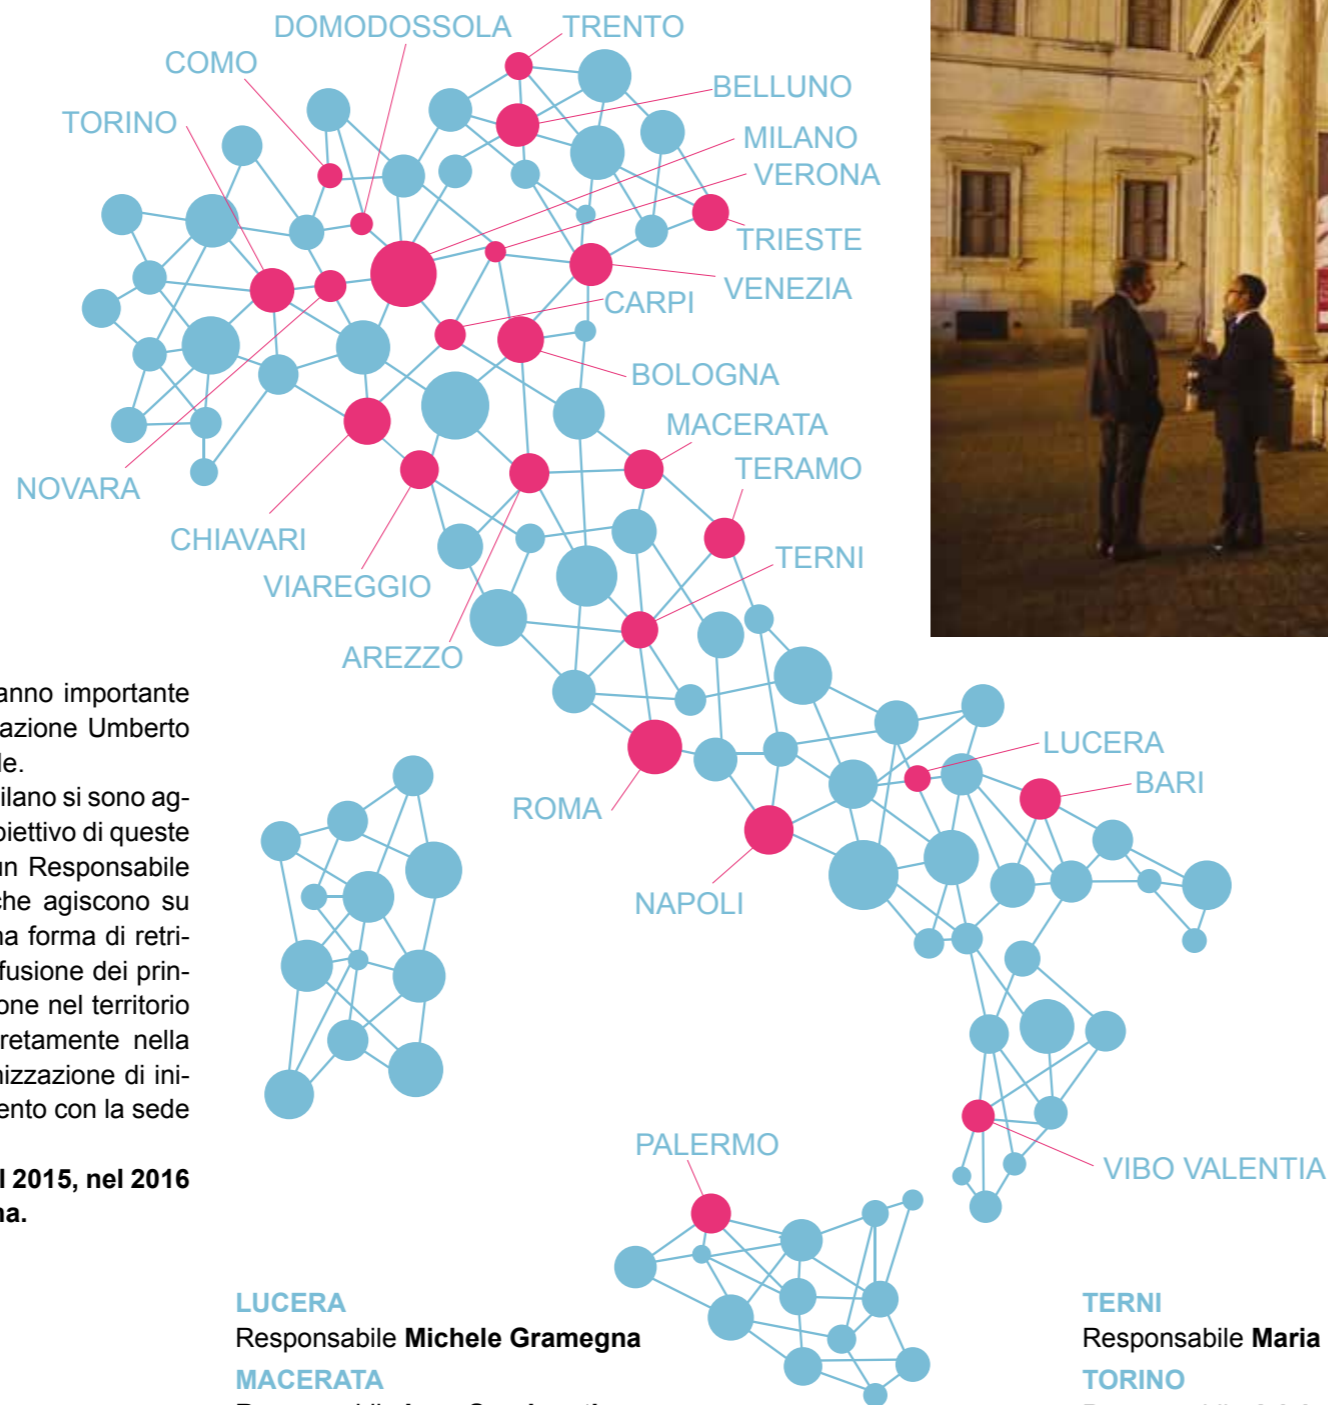 DOMODOSSOLA
TRENTO
COMO
BELLUNO
TORINO
MILANO
VERONA
TRIESTE
VENEZIA
CARPI
BOLOGNA
MACERATA
TERAMO
NOVARA
CHIAVARI
TERNI
VIAREGGIO
AREZZO
LUCERA
BARI
ROMA
NAPOLI
PALERMO
VIBO VALENTIA
anno importante
azione Umberto
le.
ilano si sono ag-
biettivo di queste
un Responsabile
che agiscono su
na forma di retri-
fusione dei prin-
one nel territorio
retamente nella
nizzazione di ini-
ento con la sede
l 2015, nel 2016
na.
LUCERA
Responsabile Michele Gramegna
MACERATA
TERNI
Responsabile Maria
TORINO